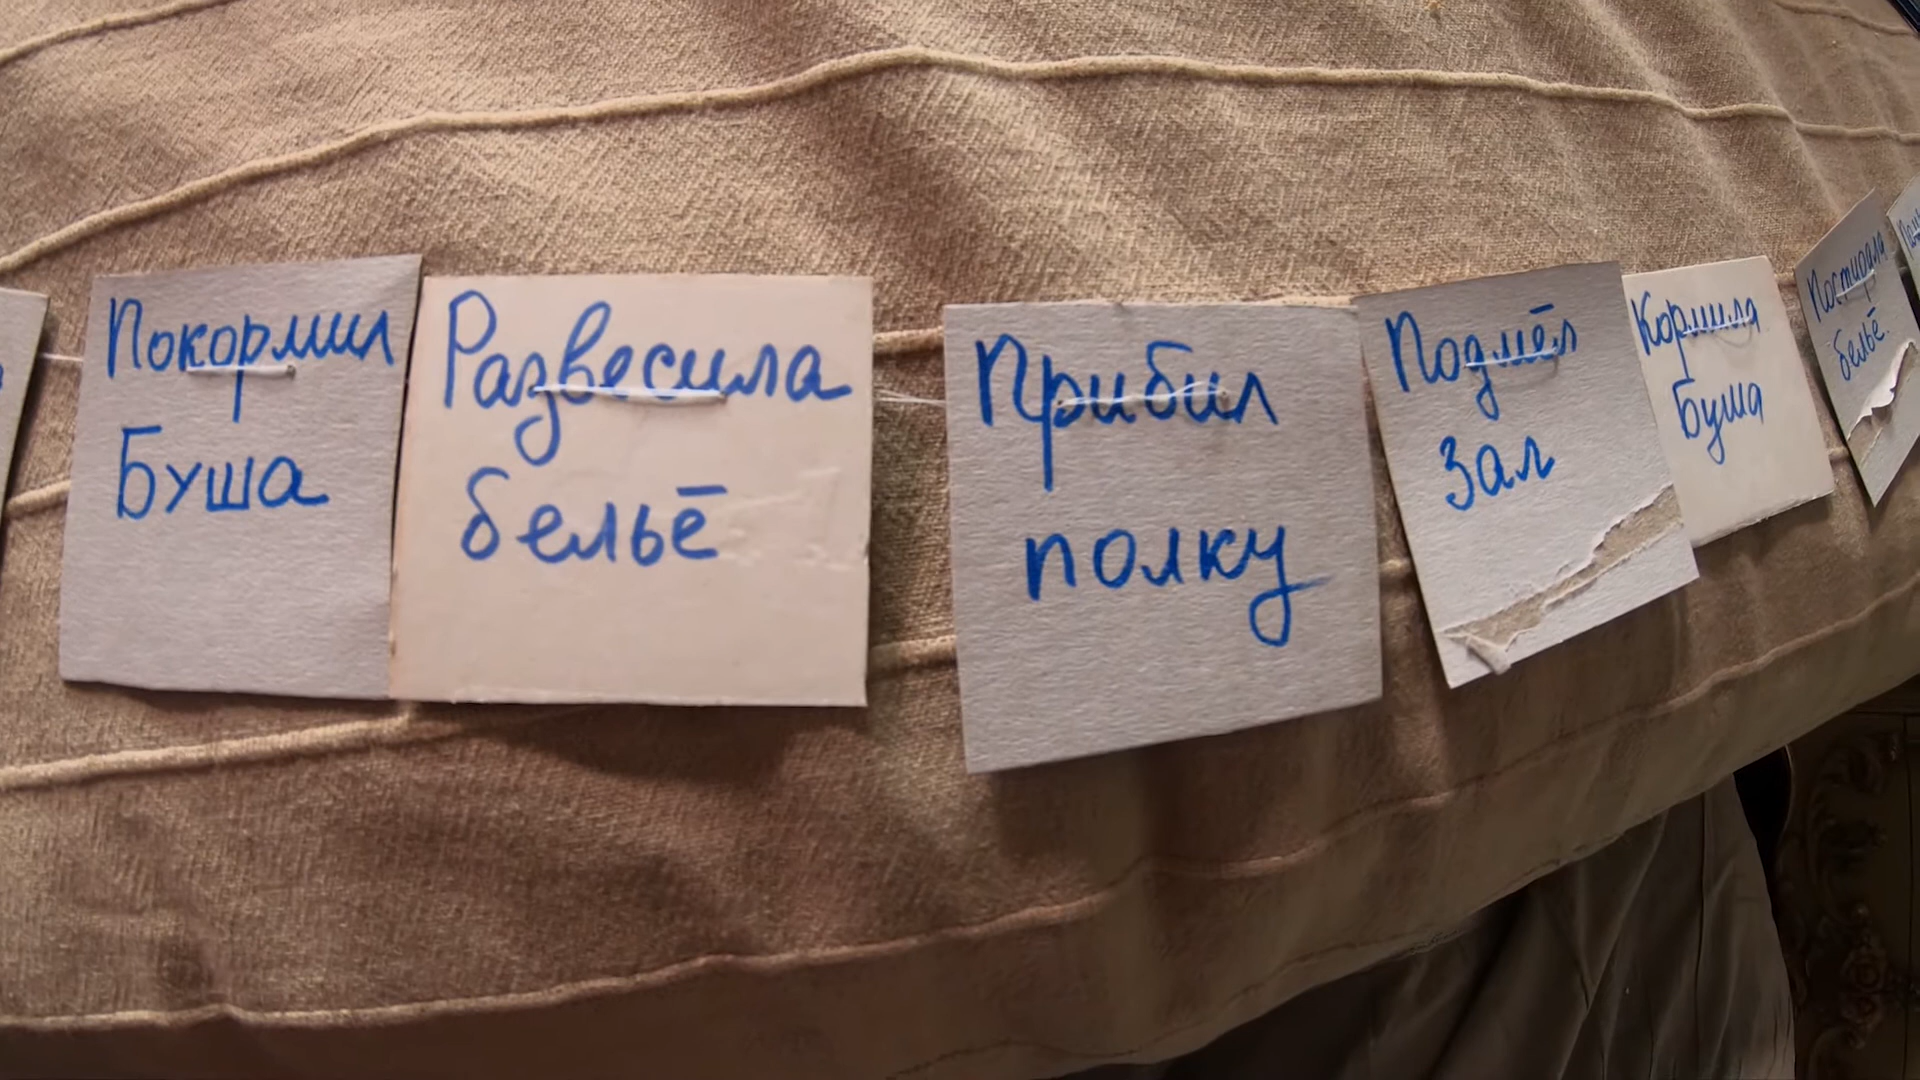 Покормил
Буша
Развесила
бельё
Прибил
полку
Подмёл
Зал
Кормила
Буша
Постирала
бельё.